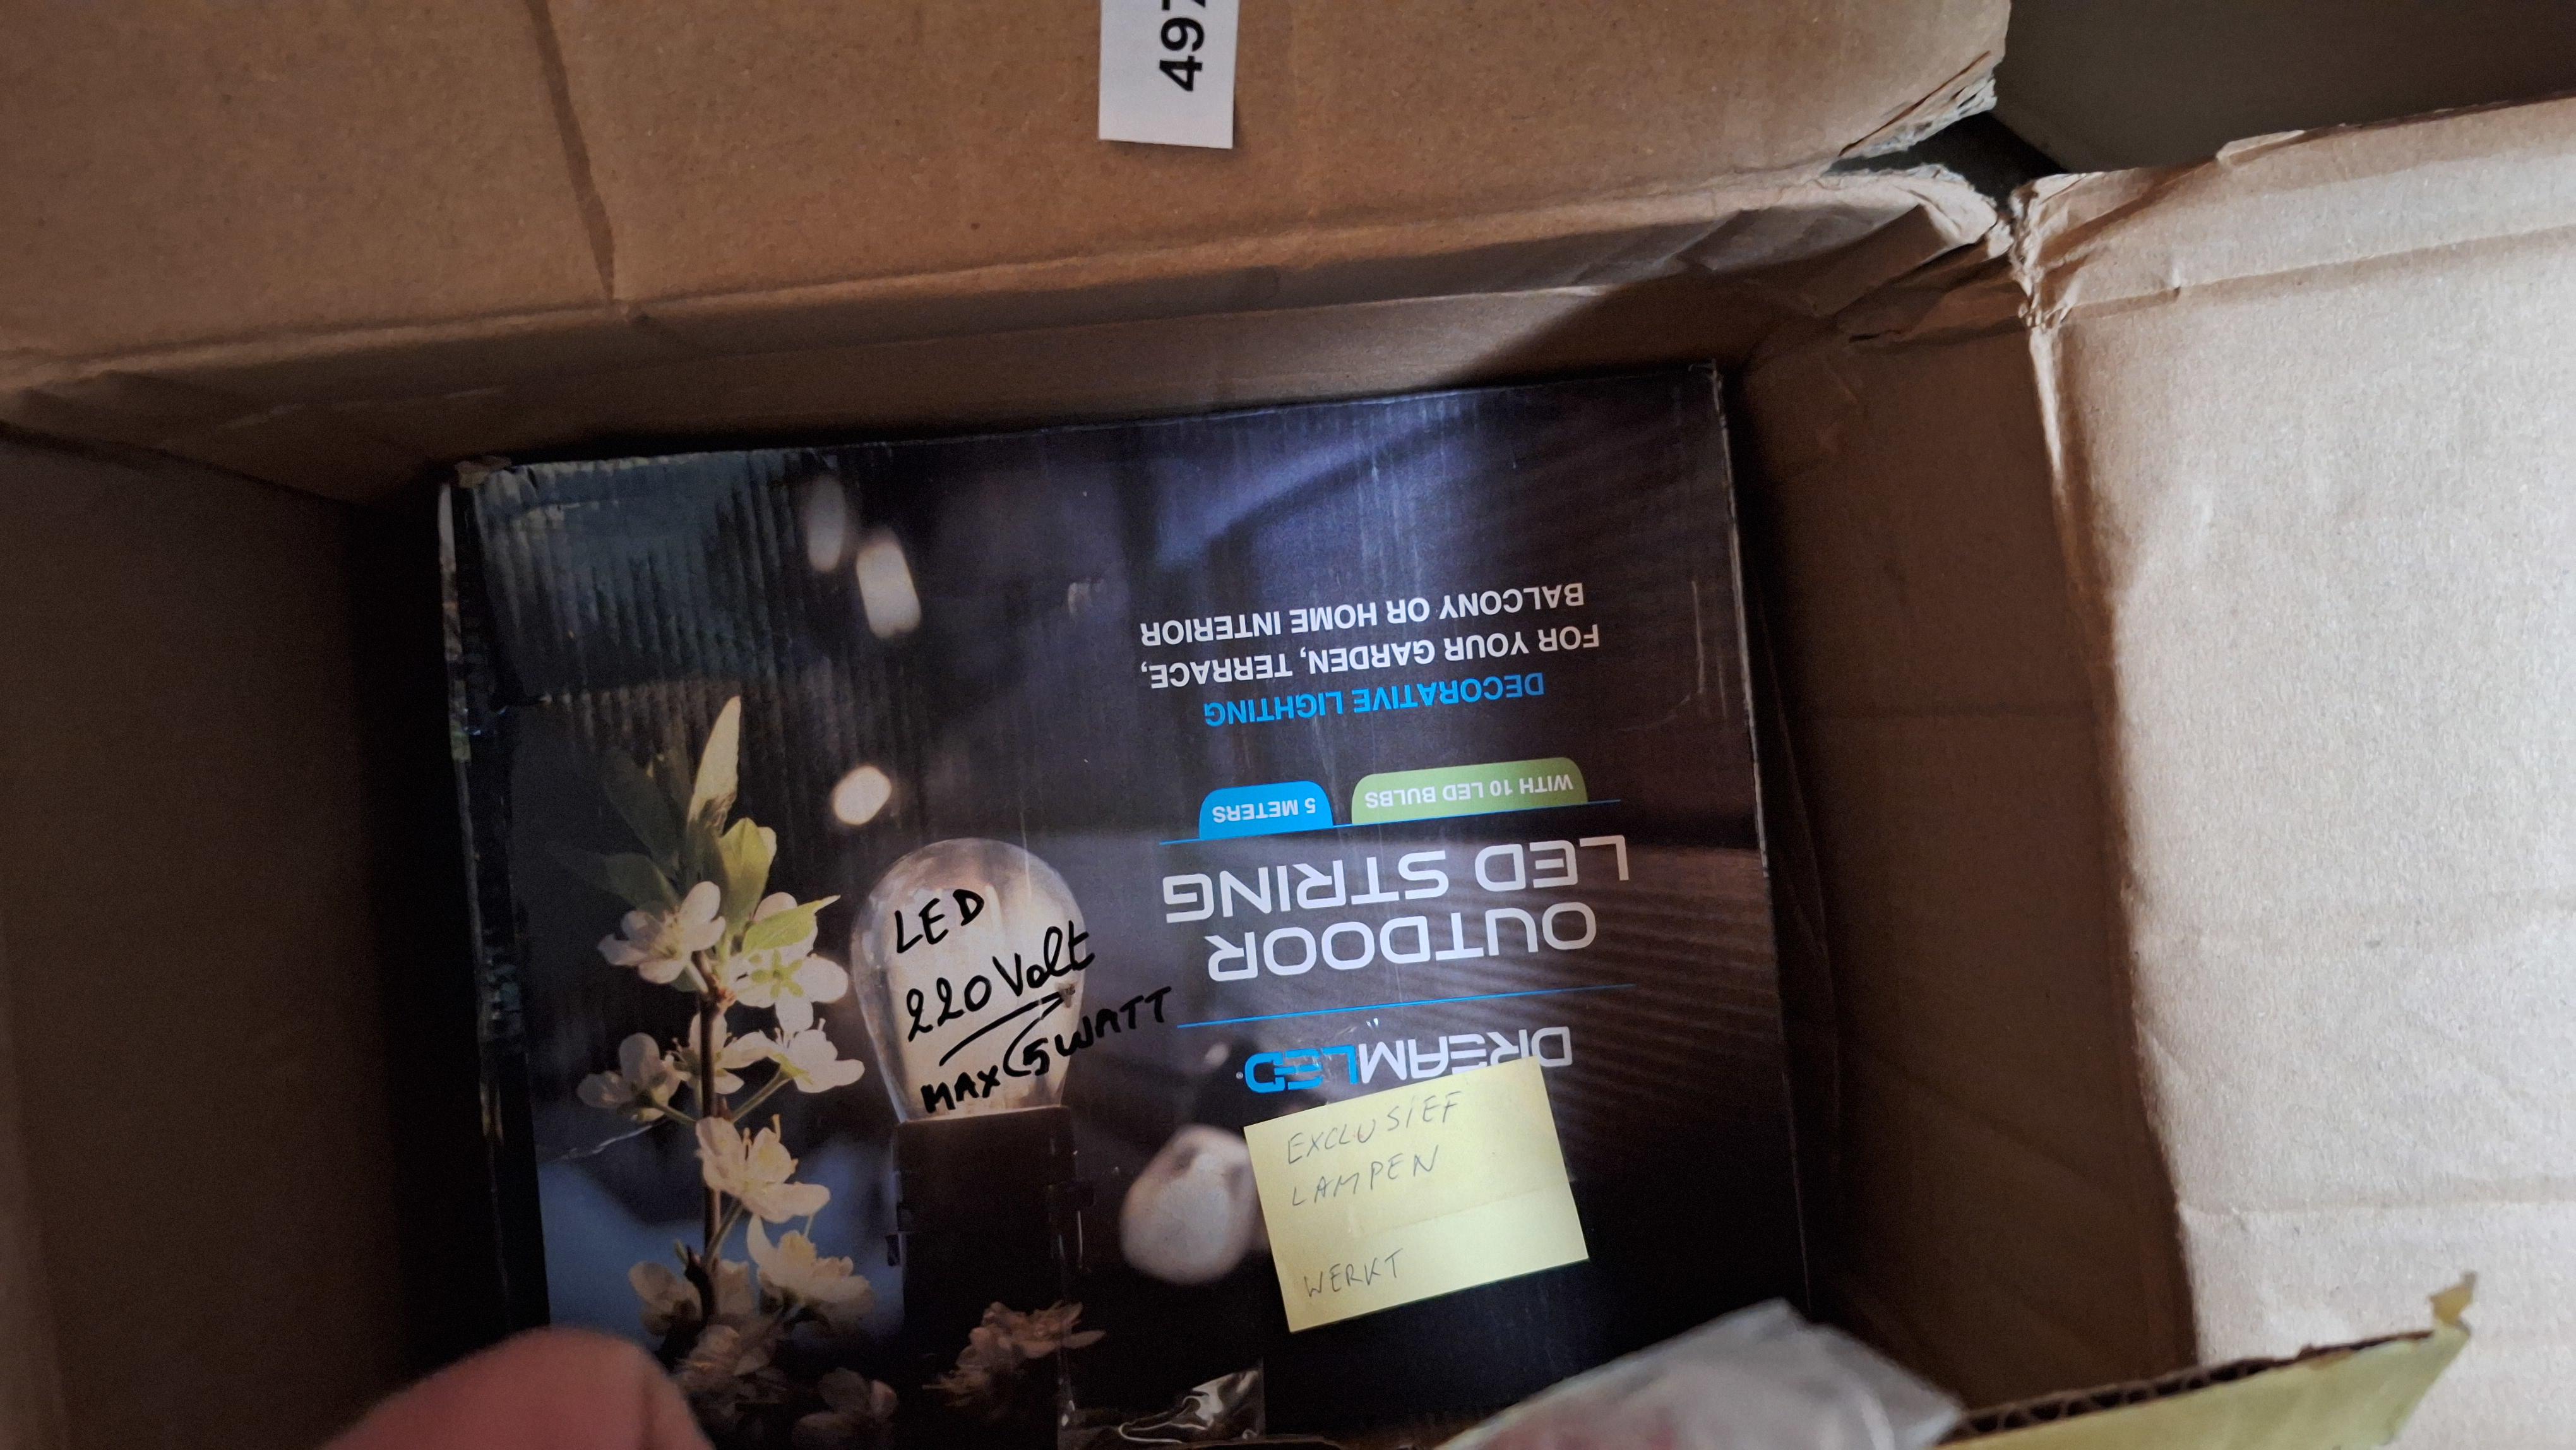 497
DREAMLED®
OUTDOOR
LED STRING
5 METERS
WITH 10 LED BULBS
DECORATIVE LIGHTING
FOR YOUR GARDEN, TERRACE,
BALCONY OR HOME INTERIOR
LED
220 Volt
MAX 5 WATT
EXCLUSIEF
LAMPEN
WERKT